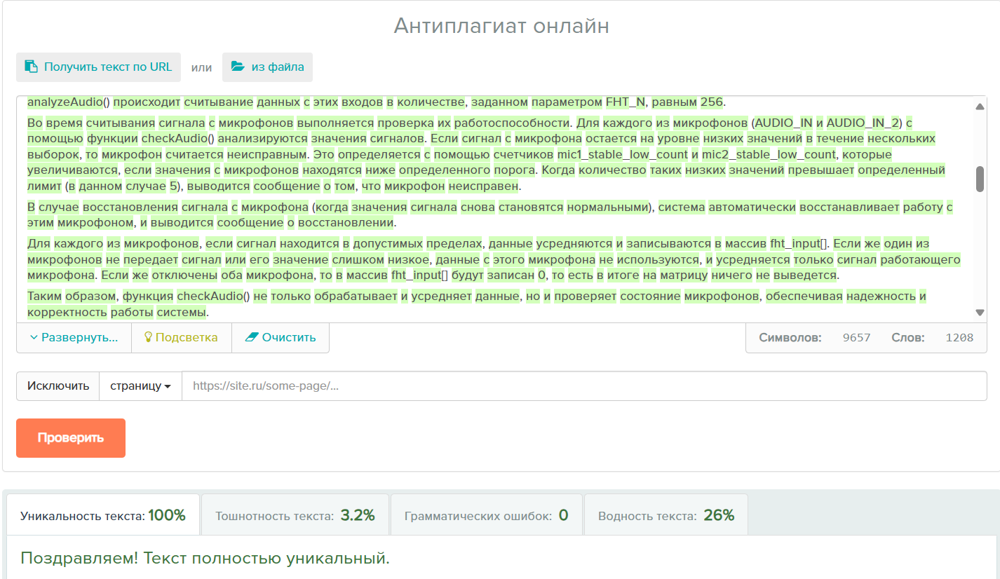 Антиплагиат онлайн
Получить текст по URL или из файла
analyzeAudio() происходит считывание данных с этих входов в количестве, заданном параметром FHT_N, равным 256.
Во время считывания сигнала с микрофонов выполняется проверка их работоспособности. Для каждого из микрофонов (AUDIO_IN и AUDIO_IN_2) с
помощью функции checkAudio() анализируются значения сигналов. Если сигнал с микрофона остается на уровне низких значений в течение нескольких
выборок, то микрофон считается неисправным. Это определяется с помощью счетчиков mic1_stable_low_count и mic2_stable_low_count, которые
увеличиваются, если значения с микрофонов находятся ниже определенного порога. Когда количество таких низких значений превышает определенный
лимит (в данном случае 5), выводится сообщение о том, что микрофон неисправен.
В случае восстановления сигнала с микрофона (когда значения сигнала снова становятся нормальными), система автоматически восстанавливает работу с
этим микрофоном, и выводится сообщение о восстановлении.
Для каждого из микрофонов, если сигнал находится в допустимых пределах, данные усредняются и записываются в массив fht_input[]. Если же один из
микрофонов не передает сигнал или его значение слишком низкое, данные с этого микрофона не используются, и усредняется только сигнал работающего
микрофона. Если же отключены оба микрофона, то в массив fht_input[] будут записан 0, то есть в итоге на матрицу ничего не выведется.
Таким образом, функция checkAudio() не только обрабатывает и усредняет данные, но и проверяет состояние микрофонов, обеспечивая надежность и
корректность работы системы.
Развернуть... Подсветка Очистить Символов: 9657 Слов: 1208
Исключить страницу https://site.ru/some-page/...
Проверить
Уникальность текста: 100% Тошнотность текста: 3.2% Грамматических ошибок: 0 Водность текста: 26%
Поздравляем! Текст полностью уникальный.